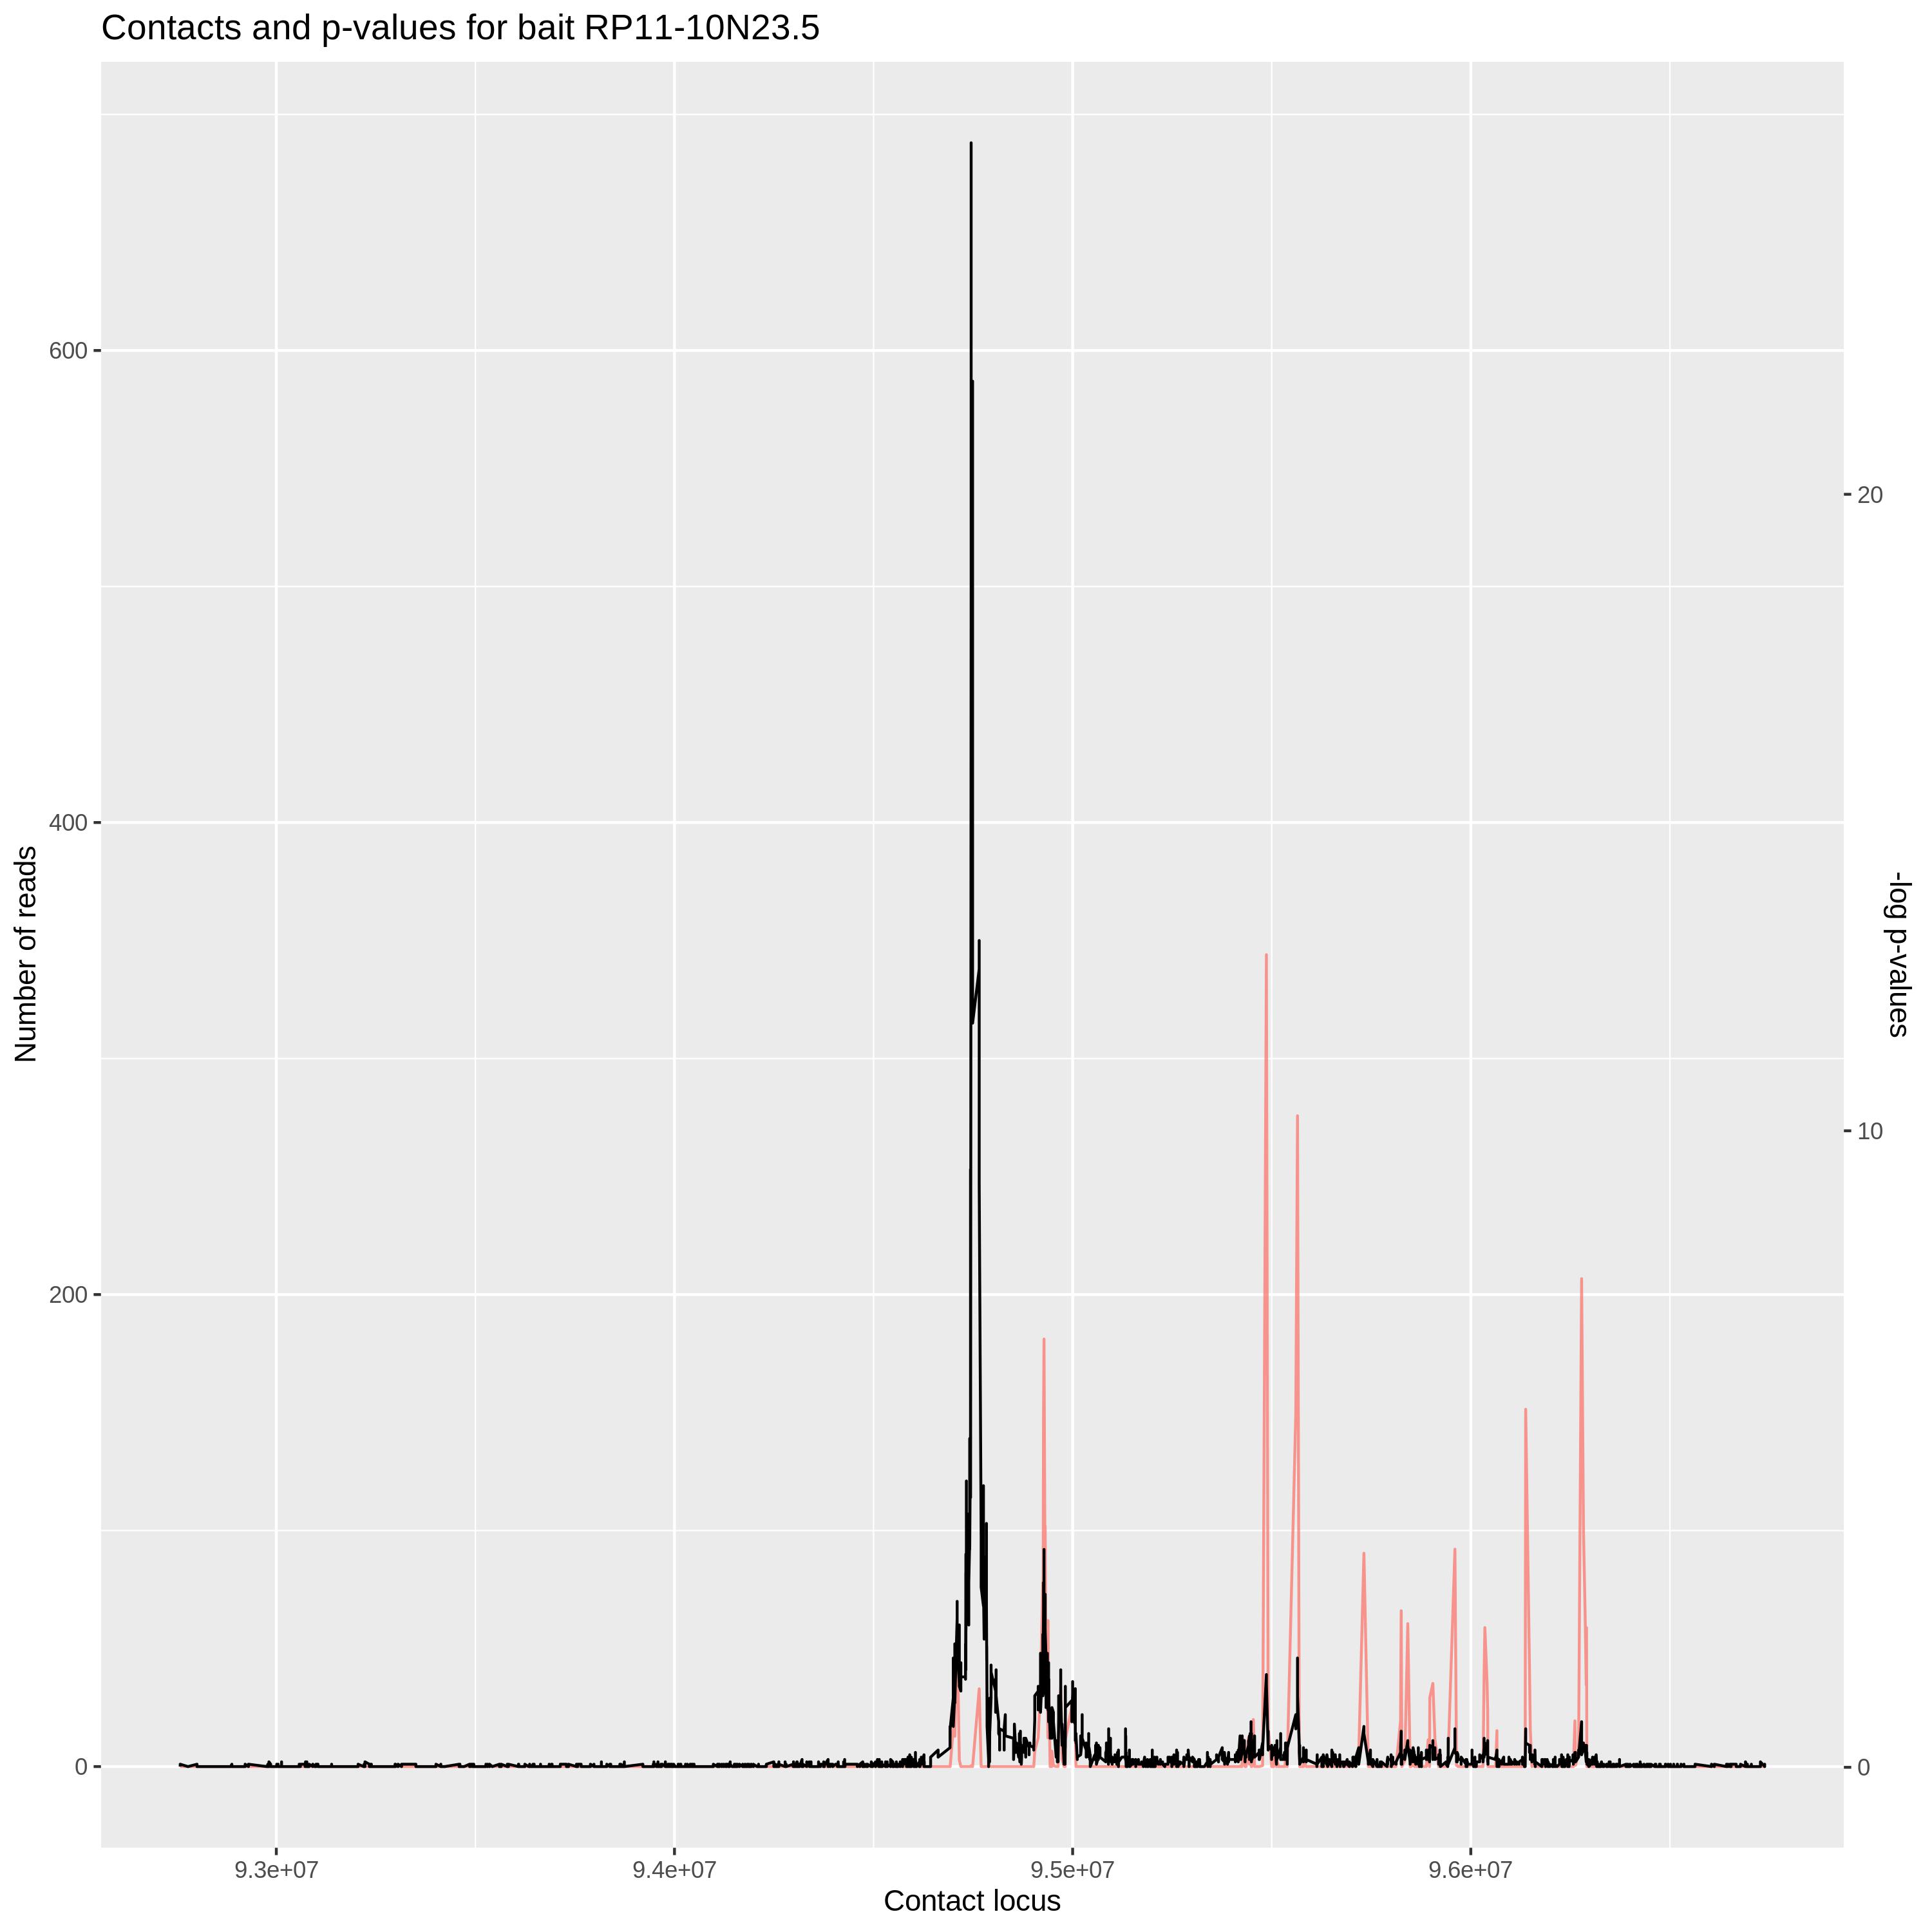 Contacts and p-values for bait RP11-10N23.5
600
400
200
0
Number of reads
20
10
0
-log p-values
9.3e+07 9.4e+07 9.5e+07 9.6e+07
Contact locus